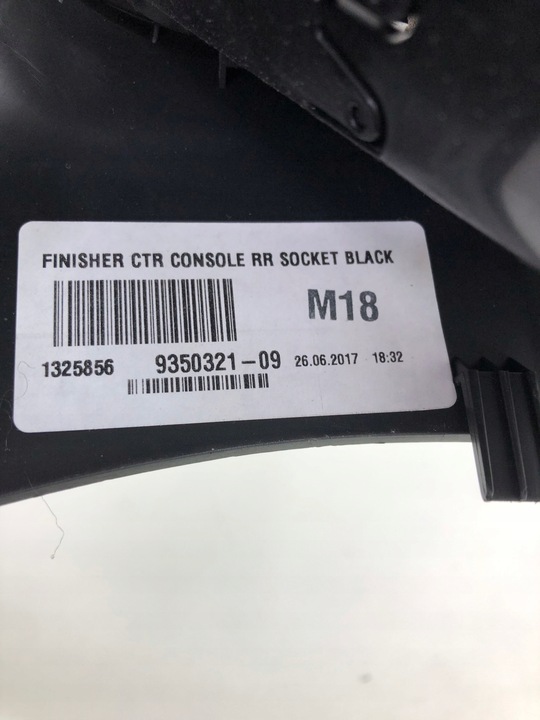 FINISHER CTR CONSOLE RR SOCKET BLACK
M18
1325856 9350321-09 26.06.2017 18:32